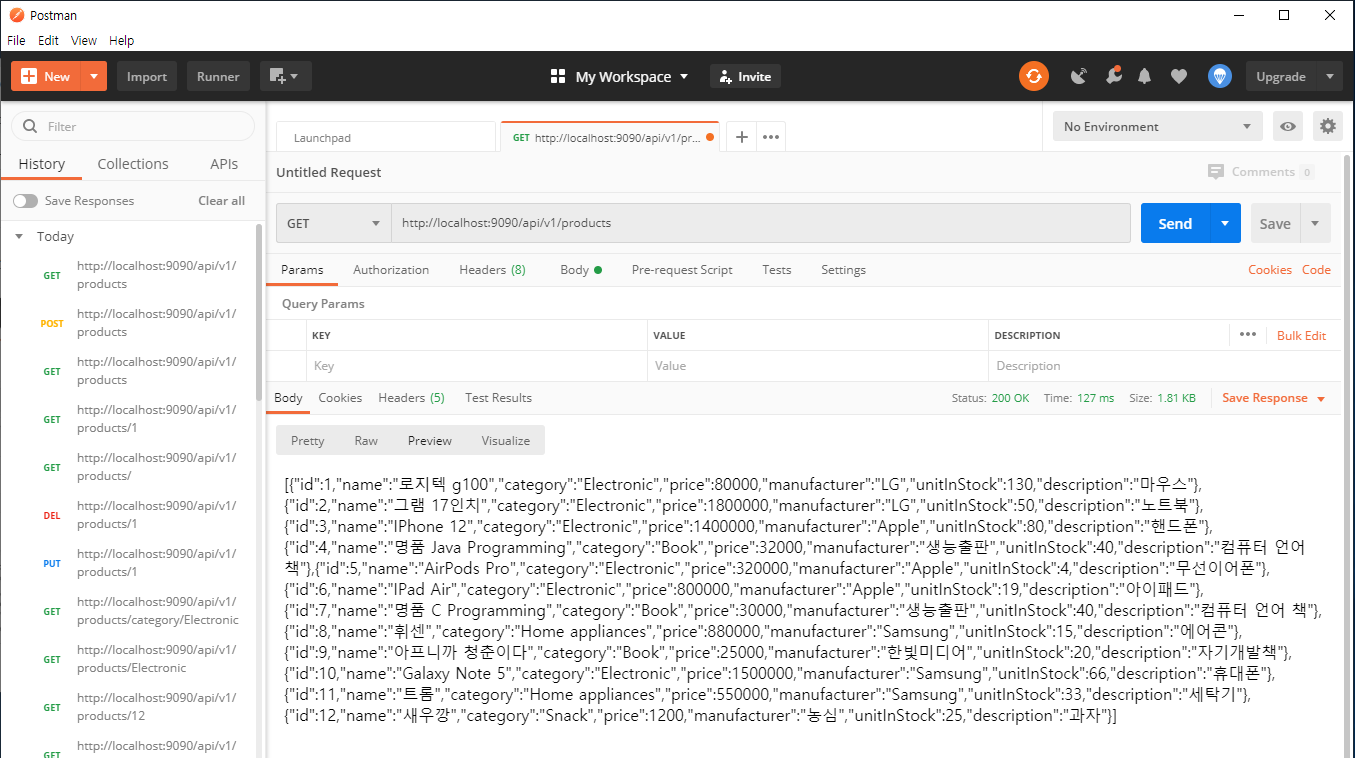 Postman
File Edit View Help
New Import Runner My Workspace Invite Upgrade
Filter
History Collections APIs
Save Responses Clear all
Today
GET http://localhost:9090/api/v1/
products
POST http://localhost:9090/api/v1/
products
GET http://localhost:9090/api/v1/
products
GET http://localhost:9090/api/v1/
products/1
GET http://localhost:9090/api/v1/
products/
DEL http://localhost:9090/api/v1/
products/1
PUT http://localhost:9090/api/v1/
products/1
GET http://localhost:9090/api/v1/
products/category/Electronic
GET http://localhost:9090/api/v1/
products/Electronic
GET http://localhost:9090/api/v1/
products/12
GET http://localhost:9090/api/v1/
Launchpad GET http://localhost:9090/api/v1/pr... No Environment
Untitled Request Comments 0
GET http://localhost:9090/api/v1/products Send Save
Params Authorization Headers (8) Body Pre-request Script Tests Settings Cookies Code
Query Params
KEY VALUE DESCRIPTION Bulk Edit
Key Value Description
Body Cookies Headers (5) Test Results Status: 200 OK Time: 127 ms Size: 1.81 KB Save Response
Pretty Raw Preview Visualize
[{"id":1,"name":"로지텍 g100","category":"Electronic","price":80000,"manufacturer":"LG","unitInStock":130,"description":"마우스"},
{"id":2,"name":"그램 17인치","category":"Electronic","price":1800000,"manufacturer":"LG","unitInStock":50,"description":"노트북"},
{"id":3,"name":"IPhone 12","category":"Electronic","price":1400000,"manufacturer":"Apple","unitInStock":80,"description":"핸드폰"},
{"id":4,"name":"명품 Java Programming","category":"Book","price":32000,"manufacturer":"생능출판","unitInStock":40,"description":"컴퓨터 언어
책"},{"id":5,"name":"AirPods Pro","category":"Electronic","price":320000,"manufacturer":"Apple","unitInStock":4,"description":"무선이어폰"},
{"id":6,"name":"IPad Air","category":"Electronic","price":800000,"manufacturer":"Apple","unitInStock":19,"description":"아이패드"},
{"id":7,"name":"명품 C Programming","category":"Book","price":30000,"manufacturer":"생능출판","unitInStock":40,"description":"컴퓨터 언어 책"},
{"id":8,"name":"휘센","category":"Home appliances","price":880000,"manufacturer":"Samsung","unitInStock":15,"description":"에어콘"},
{"id":9,"name":"아프니까 청춘이다","category":"Book","price":25000,"manufacturer":"한빛미디어","unitInStock":20,"description":"자기개발책"},
{"id":10,"name":"Galaxy Note 5","category":"Electronic","price":1500000,"manufacturer":"Samsung","unitInStock":66,"description":"휴대폰"},
{"id":11,"name":"트롬","category":"Home appliances","price":550000,"manufacturer":"Samsung","unitInStock":33,"description":"세탁기"},
{"id":12,"name":"새우깡","category":"Snack","price":1200,"manufacturer":"농심","unitInStock":25,"description":"과자"}]